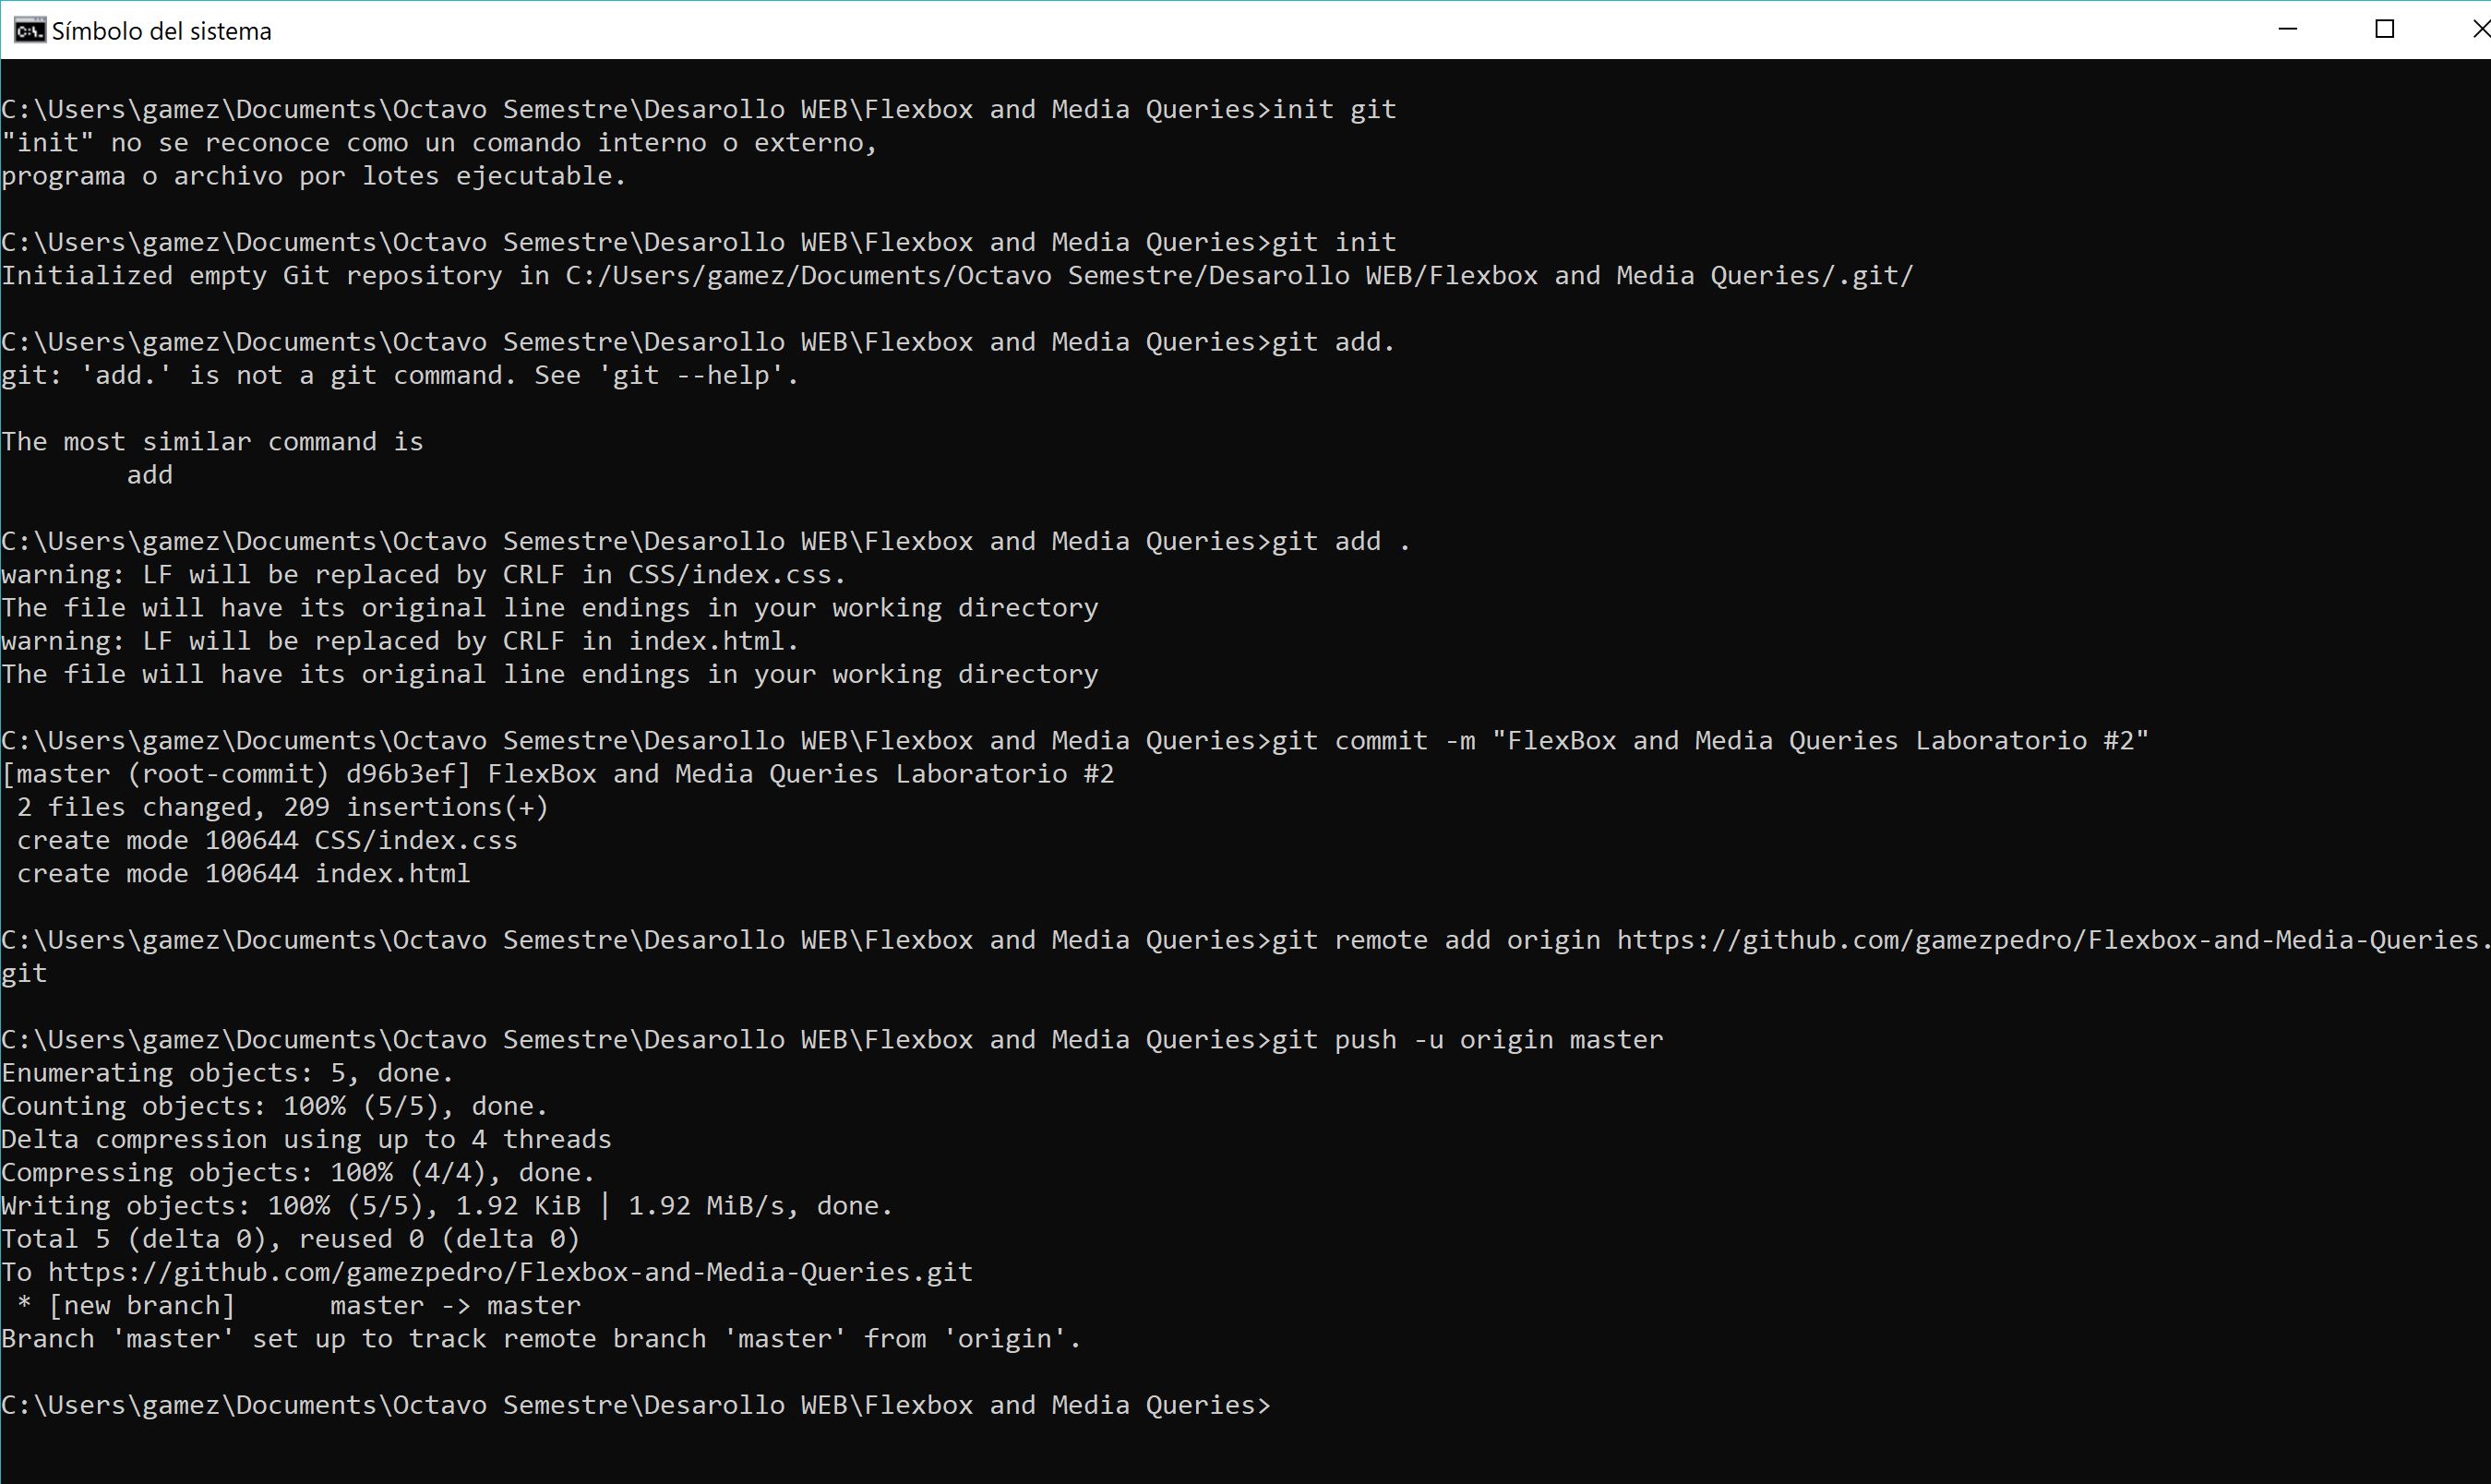 Símbolo del sistema
C:\Users\gamez\Documents\Octavo Semestre\Desarollo WEB\Flexbox and Media Queries>init git
"init" no se reconoce como un comando interno o externo,
programa o archivo por lotes ejecutable.
C:\Users\gamez\Documents\Octavo Semestre\Desarollo WEB\Flexbox and Media Queries>git init
Initialized empty Git repository in C:/Users/gamez/Documents/Octavo Semestre/Desarollo WEB/Flexbox and Media Queries/.git/
C:\Users\gamez\Documents\Octavo Semestre\Desarollo WEB\Flexbox and Media Queries>git add.
git: 'add.' is not a git command. See 'git --help'.
The most similar command is
        add
C:\Users\gamez\Documents\Octavo Semestre\Desarollo WEB\Flexbox and Media Queries>git add .
warning: LF will be replaced by CRLF in CSS/index.css.
The file will have its original line endings in your working directory
warning: LF will be replaced by CRLF in index.html.
The file will have its original line endings in your working directory
C:\Users\gamez\Documents\Octavo Semestre\Desarollo WEB\Flexbox and Media Queries>git commit -m "FlexBox and Media Queries Laboratorio #2"
[master (root-commit) d96b3ef] FlexBox and Media Queries Laboratorio #2
 2 files changed, 209 insertions(+)
 create mode 100644 CSS/index.css
 create mode 100644 index.html
C:\Users\gamez\Documents\Octavo Semestre\Desarollo WEB\Flexbox and Media Queries>git remote add origin https://github.com/gamezpedro/Flexbox-and-Media-Queries.
git
C:\Users\gamez\Documents\Octavo Semestre\Desarollo WEB\Flexbox and Media Queries>git push -u origin master
Enumerating objects: 5, done.
Counting objects: 100% (5/5), done.
Delta compression using up to 4 threads
Compressing objects: 100% (4/4), done.
Writing objects: 100% (5/5), 1.92 KiB | 1.92 MiB/s, done.
Total 5 (delta 0), reused 0 (delta 0)
To https://github.com/gamezpedro/Flexbox-and-Media-Queries.git
 * [new branch]      master -> master
Branch 'master' set up to track remote branch 'master' from 'origin'.
C:\Users\gamez\Documents\Octavo Semestre\Desarollo WEB\Flexbox and Media Queries>